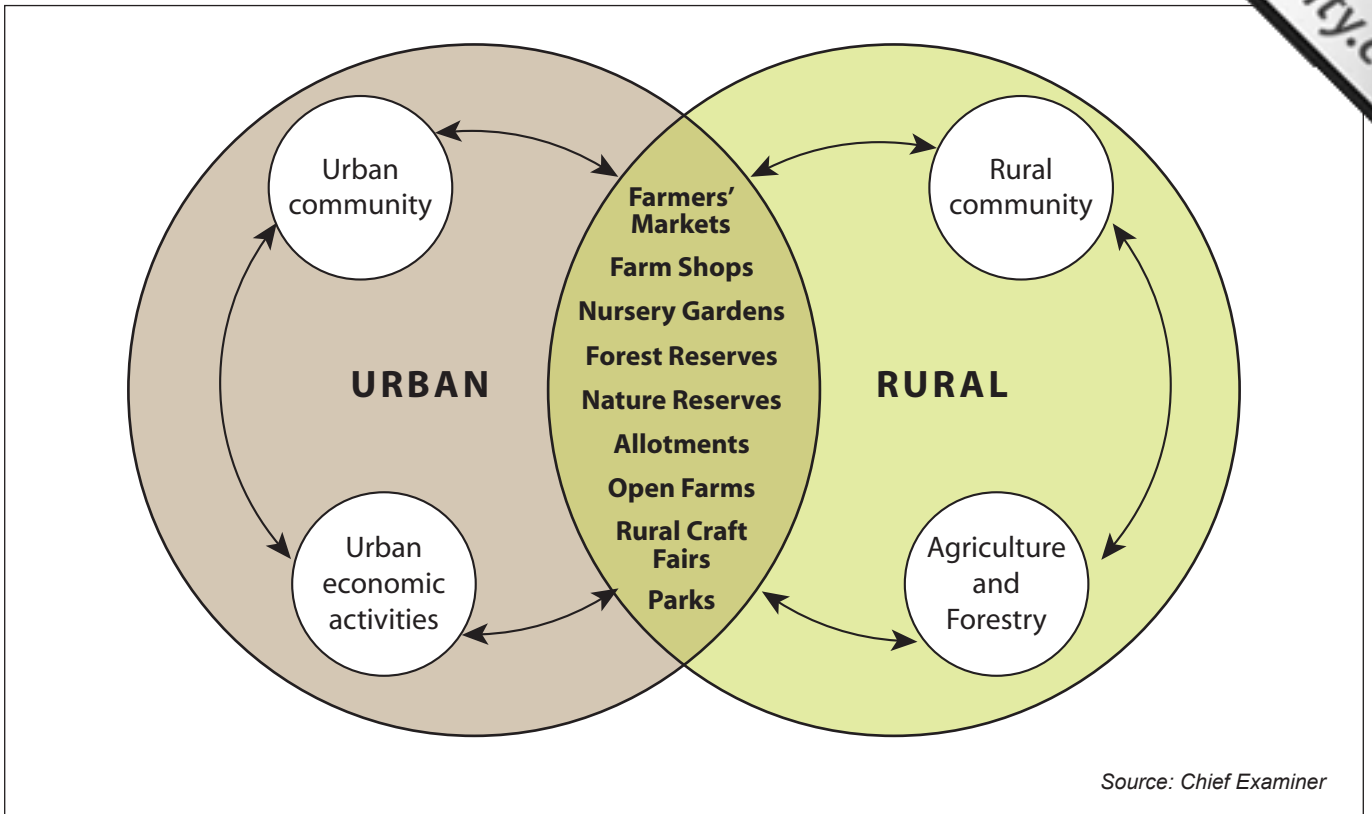 Urban
community
Rural
community
Farmers'
Markets
Farm Shops
Nursery Gardens
Forest Reserves
Nature Reserves
Allotments
Open Farms
Rural Craft
Fairs
Parks
URBAN
RURAL
Urban
economic
activities
Agriculture
and
Forestry
Source: Chief Examiner